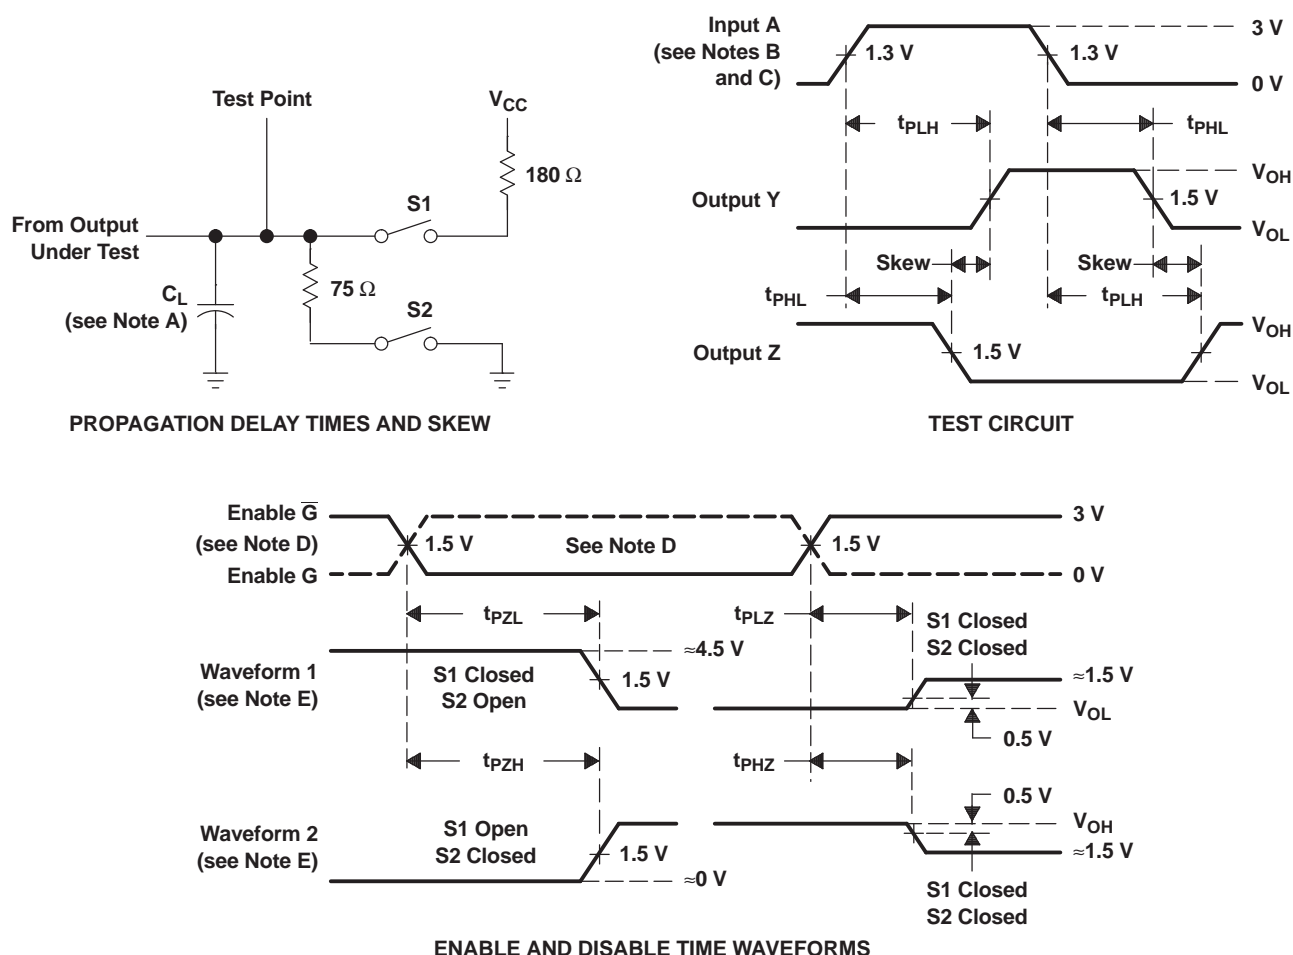 Test Point
VCC
180 Ω
S1
From Output
Under Test
75 Ω
CL
(see Note A)
S2
PROPAGATION DELAY TIMES AND SKEW
Input A
(see Notes B
and C)
1.3 V
1.3 V
3 V
0 V
tPLH
tPHL
Output Y
1.5 V
VOH
VOL
Skew
Skew
tPHL
tPLH
Output Z
1.5 V
VOH
VOL
TEST CIRCUIT
Enable G̅
(see Note D)
Enable G
1.5 V
See Note D
1.5 V
3 V
0 V
tPZL
tPLZ
S1 Closed
S2 Closed
Waveform 1
(see Note E)
S1 Closed
S2 Open
1.5 V
≈4.5 V
≈1.5 V
VOL
0.5 V
tPZH
tPHZ
0.5 V
Waveform 2
(see Note E)
S1 Open
S2 Closed
1.5 V
≈0 V
VOH
≈1.5 V
S1 Closed
S2 Closed
ENABLE AND DISABLE TIME WAVEFORMS